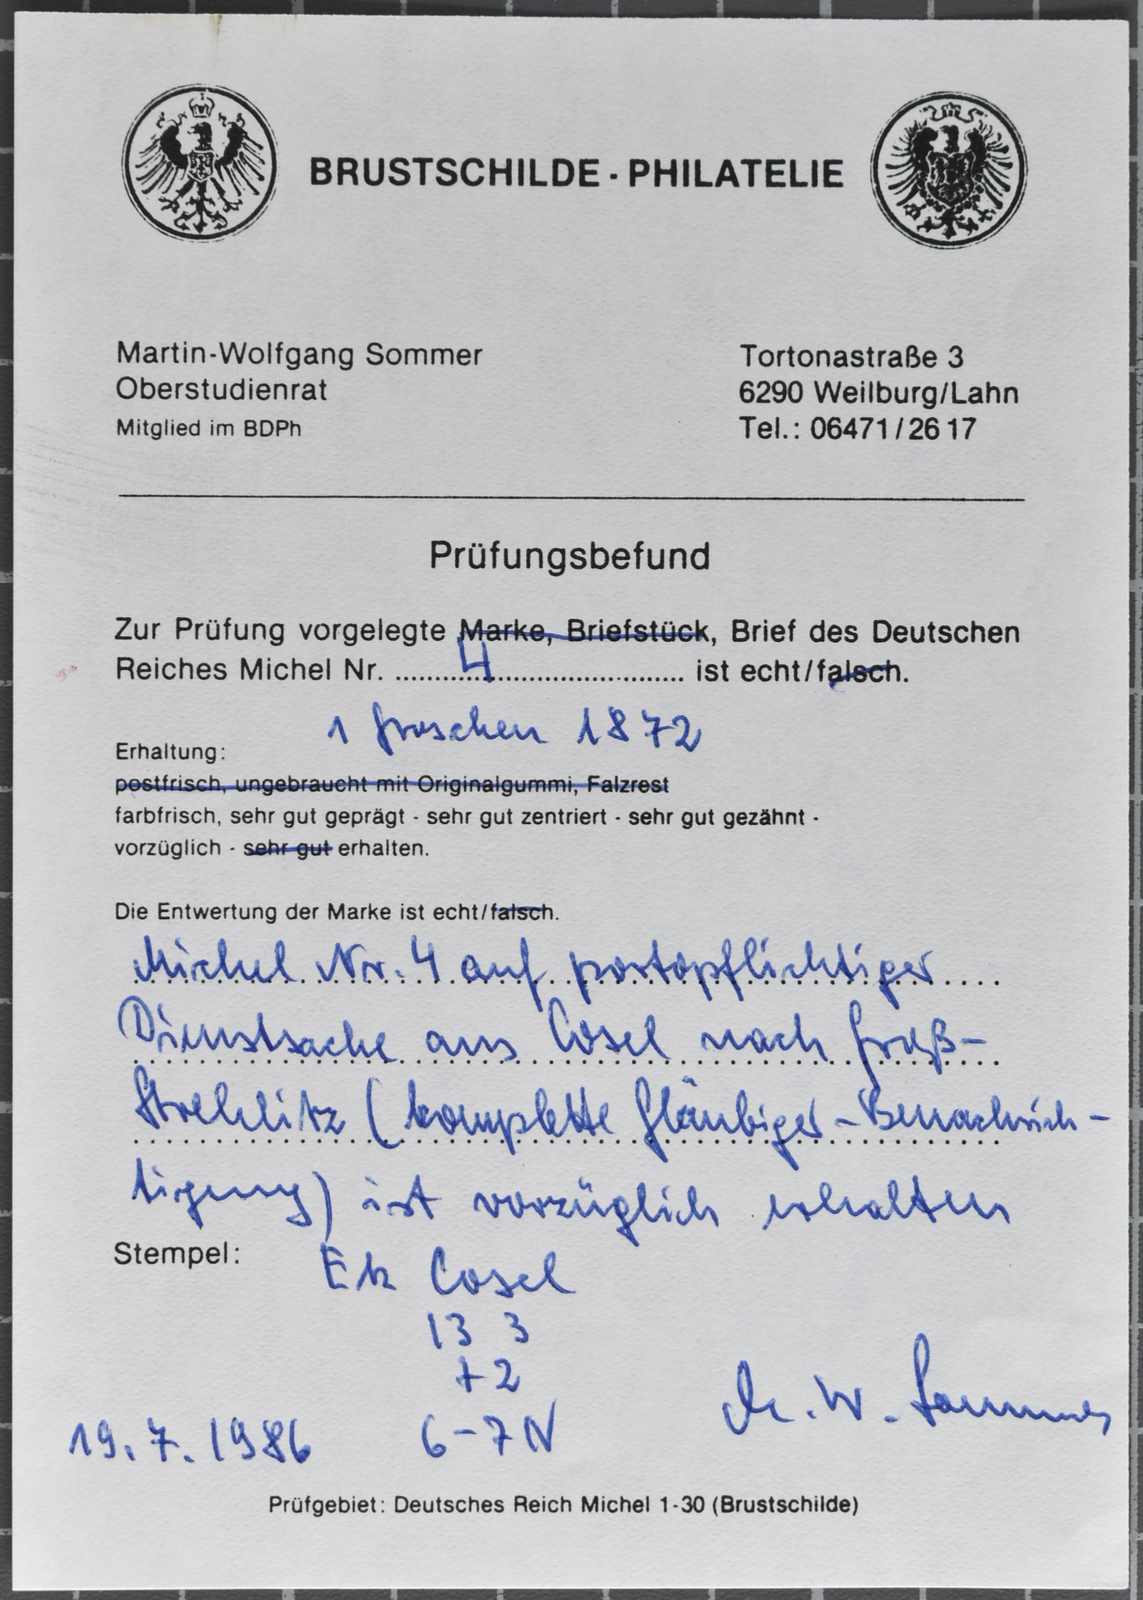 BRUSTSCHILDE · PHILATELIE
Martin-Wolfgang Sommer
Oberstudienrat
Mitglied im BDPh
Tortonastraße 3
6290 Weilburg/Lahn
Tel.: 06471/26 17
Prüfungsbefund
Zur Prüfung vorgelegte Marke, Briefstück, Brief des Deutschen
Reiches Michel Nr. 4 ist echt/falsch.
1 Groschen 1872
Erhaltung:
postfrisch, ungebraucht mit Originalgummi, Falzrest
farbfrisch, sehr gut geprägt - sehr gut zentriert - sehr gut gezähnt -
vorzüglich - sehr gut erhalten.
Die Entwertung der Marke ist echt/falsch.
Michel Nr. 4 auf portopflichtiger
Dienstsache aus Cosel nach Groß-
Strehlitz (komplette Gläubiger-Benachrich-
tigung) ist vorzüglich erhalten
Stempel: Ek Cosel
13 3
72
6-7 N
19.7.1986
M. W. Sommer
Prüfgebiet: Deutsches Reich Michel 1-30 (Brustschilde)